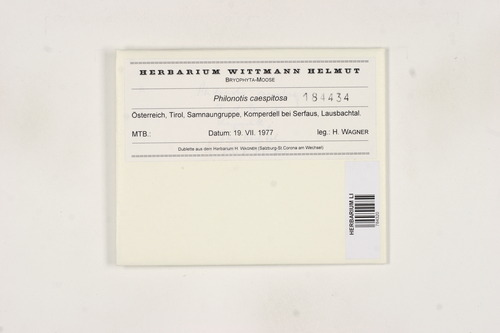 HERBARIUM WITTMANN HELMUT
BRYOPHYTA-MOOSE
Philonotis caespitosa 184434
Österreich, Tirol, Samnaungruppe, Komperdell bei Serfaus, Lausbachtal.
MTB.: Datum: 19. VII. 1977 leg.: H. WAGNER
Dublette aus dem Herbarium H. WAGNER (Salzburg-St Corona am Wechsel)
HERBARIUM LI